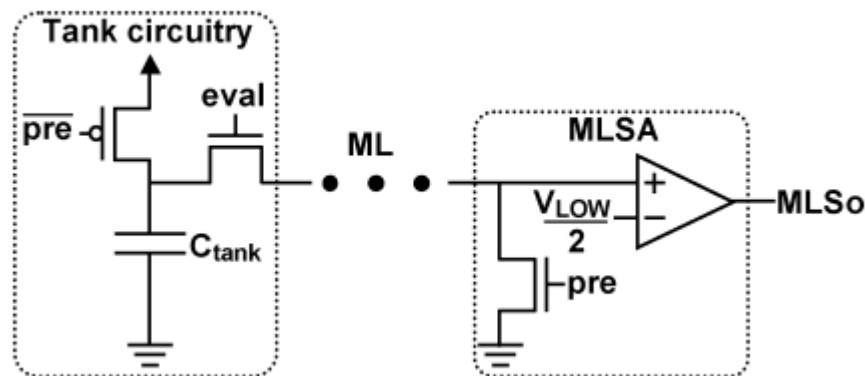 Tank circuitry
pre
eval
C_tank
ML
MLSA
V_LOW
2
+
−
MLSo
pre